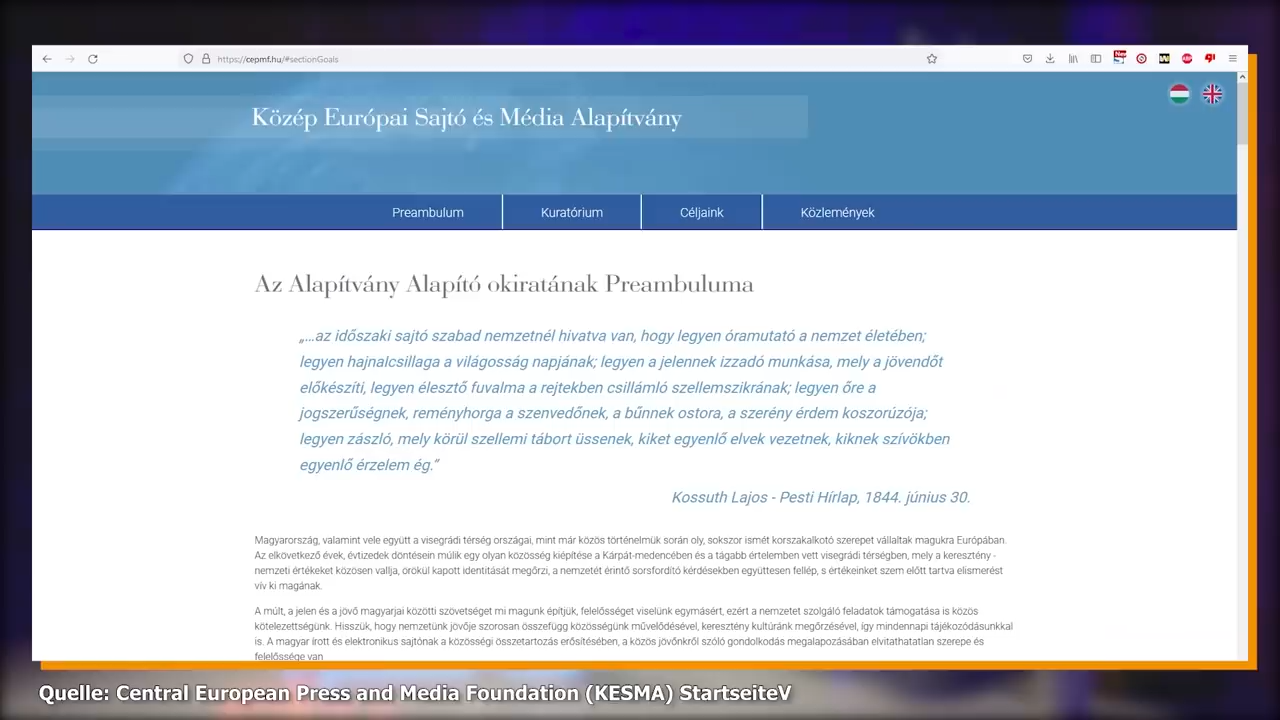 https://cepmf.hu/#sectionGoals
Közép Európai Sajtó és Média Alapítvány
Preambulum
Kuratórium
Céljaink
Közlemények
Az Alapítvány Alapító okiratának Preambuluma
„...az időszaki sajtó szabad nemzetnél hivatva van, hogy legyen óramutató a nemzet életében;
legyen hajnalcsillaga a világosság napjának; legyen a jelennek izzadó munkása, mely a jövendőt
előkészíti, legyen élesztő fuvalma a rejtekben csillámló szellemszikrának; legyen őre a
jogszerűségnek, reményhorga a szenvedőnek, a bűnnek ostora, a szerény érdem koszorúzója;
legyen zászló, mely körül szellemi tábort üssenek, kiket egyenlő elvek vezetnek, kiknek szívökben
egyenlő érzelem ég.”
Kossuth Lajos - Pesti Hírlap, 1844. június 30.
Magyarország, valamint vele együtt a visegrádi térség országai, mint már közös történelmük során oly, sokszor ismét korszakalkotó szerepet vállaltak magukra Európában.
Az elkövetkező évek, évtizedek döntésein múlik egy olyan közösség kiépítése a Kárpát-medencében és a tágabb értelemben vett visegrádi térségben, mely a keresztény -
nemzeti értékeket közösen vallja, örökül kapott identitását megőrzi, a nemzetét érintő sorsfordító kérdésekben együttesen fellép, s értékeinket szem előtt tartva elismerést
vív ki magának.
A múlt, a jelen és a jövő magyarjai közötti szövetséget mi magunk építjük, felelősséget viselünk egymásért, ezért a nemzetet szolgáló feladatok támogatása is közös
kötelezettségünk. Hisszük, hogy nemzetünk jövője szorosan összefügg közösségünk művelődésével, keresztény kultúránk megőrzésével, így mindennapi tájékozódásunkkal
is. A magyar írott és elektronikus sajtónak a közösségi összetartozás erősítésében, a közös jövőnkről szóló gondolkodás megalapozásában elvitathatatlan szerepe és
felelőssége van
Quelle: Central European Press and Media Foundation (KESMA) StartseiteV